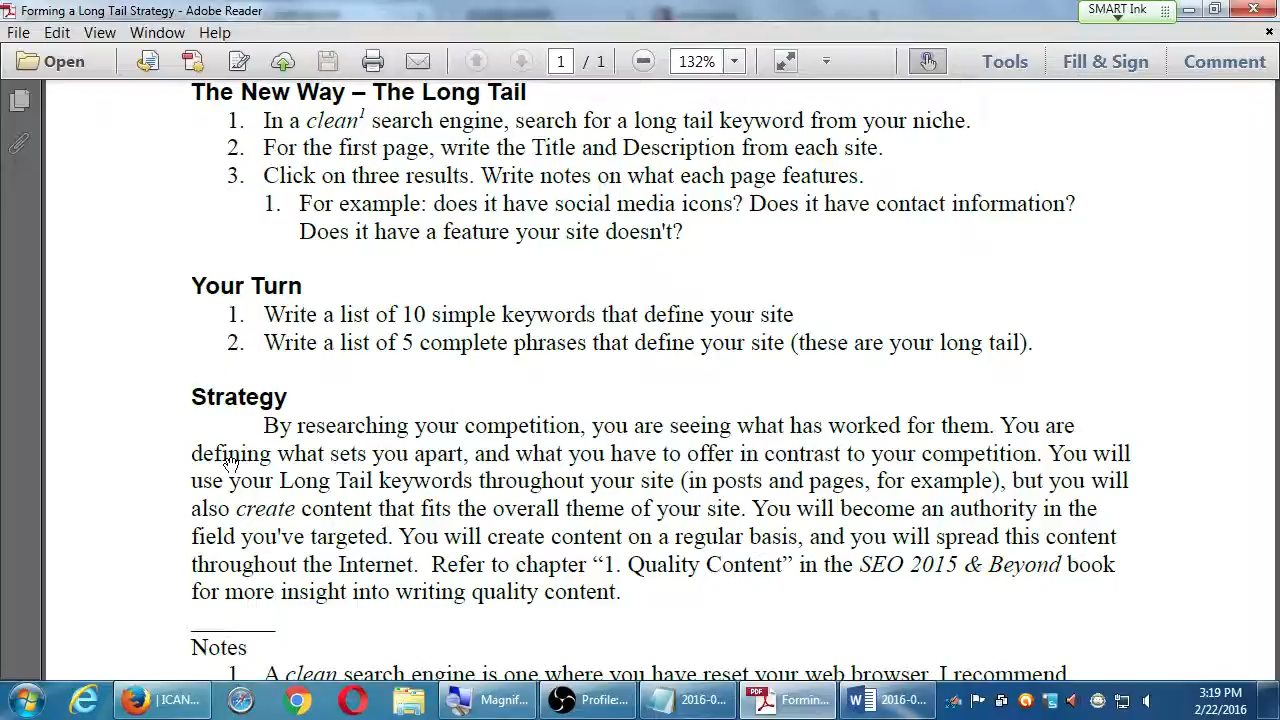 Forming a Long Tail Strategy - Adobe Reader
SMART Ink
File Edit View Window Help
Open
1 / 1
132%
Tools Fill & Sign Comment
The New Way – The Long Tail
1. In a clean1 search engine, search for a long tail keyword from your niche.
2. For the first page, write the Title and Description from each site.
3. Click on three results. Write notes on what each page features.
1. For example: does it have social media icons? Does it have contact information?
Does it have a feature your site doesn't?
Your Turn
1. Write a list of 10 simple keywords that define your site
2. Write a list of 5 complete phrases that define your site (these are your long tail).
Strategy
By researching your competition, you are seeing what has worked for them. You are
defining what sets you apart, and what you have to offer in contrast to your competition. You will
use your Long Tail keywords throughout your site (in posts and pages, for example), but you will
also create content that fits the overall theme of your site. You will become an authority in the
field you've targeted. You will create content on a regular basis, and you will spread this content
throughout the Internet. Refer to chapter “1. Quality Content” in the SEO 2015 & Beyond book
for more insight into writing quality content.
Notes
1. A clean search engine is one where you have reset your web browser. I recommend
| ICAN... Magnif... Profile:... 2016-0... Formin... 2016-0...
3:19 PM
2/22/2016